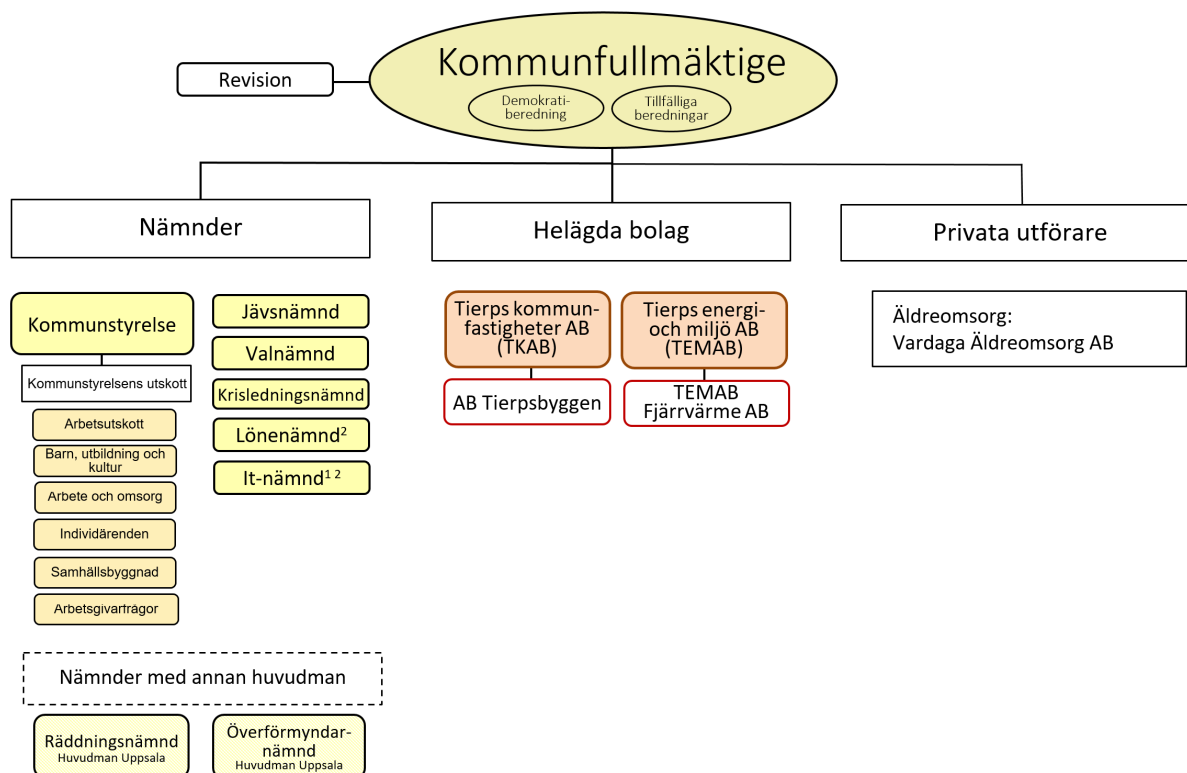 Kommunfullmäktige
Revision
Demokrati-
beredning
Tillfälliga
beredningar
Nämnder
Helägda bolag
Privata utförare
Kommunstyrelse
Kommunstyrelsens utskott
Arbetsutskott
Barn, utbildning och
kultur
Arbete och omsorg
Individärenden
Samhällsbyggnad
Arbetsgivarfrågor
Jävsnämnd
Valnämnd
Krisledningsnämnd
Lönenämnd²
It-nämnd¹ ²
Tierps kommun-
fastigheter AB
(TKAB)
AB Tierpsbyggen
Tierps energi-
och miljö AB
(TEMAB)
TEMAB
Fjärrvärme AB
Äldreomsorg:
Vardaga Äldreomsorg AB
Nämnder med annan huvudman
Räddningsnämnd
Huvudman Uppsala
Överförmyndar-
nämnd
Huvudman Uppsala